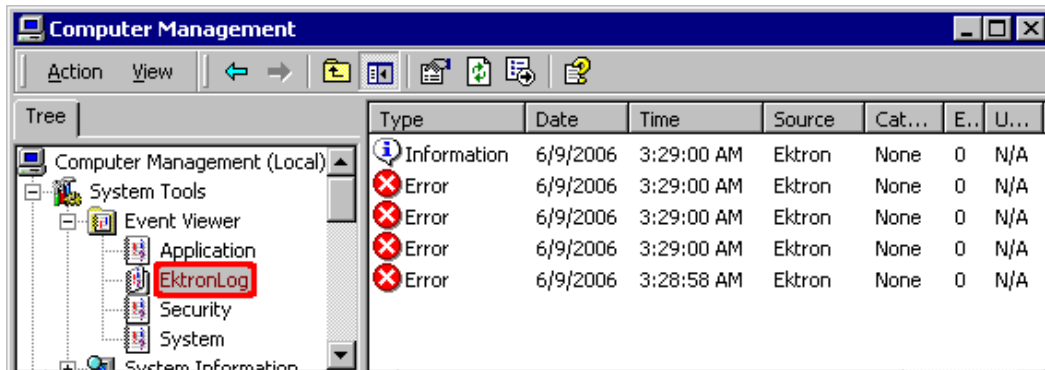 Computer Management
Action View
Tree
Type Date Time Source Cat... E.. U...
Computer Management (Local)
System Tools
Event Viewer
Application
EktronLog
Security
System
System Information
Information 6/9/2006 3:29:00 AM Ektron None 0 N/A
Error 6/9/2006 3:29:00 AM Ektron None 0 N/A
Error 6/9/2006 3:29:00 AM Ektron None 0 N/A
Error 6/9/2006 3:29:00 AM Ektron None 0 N/A
Error 6/9/2006 3:28:58 AM Ektron None 0 N/A